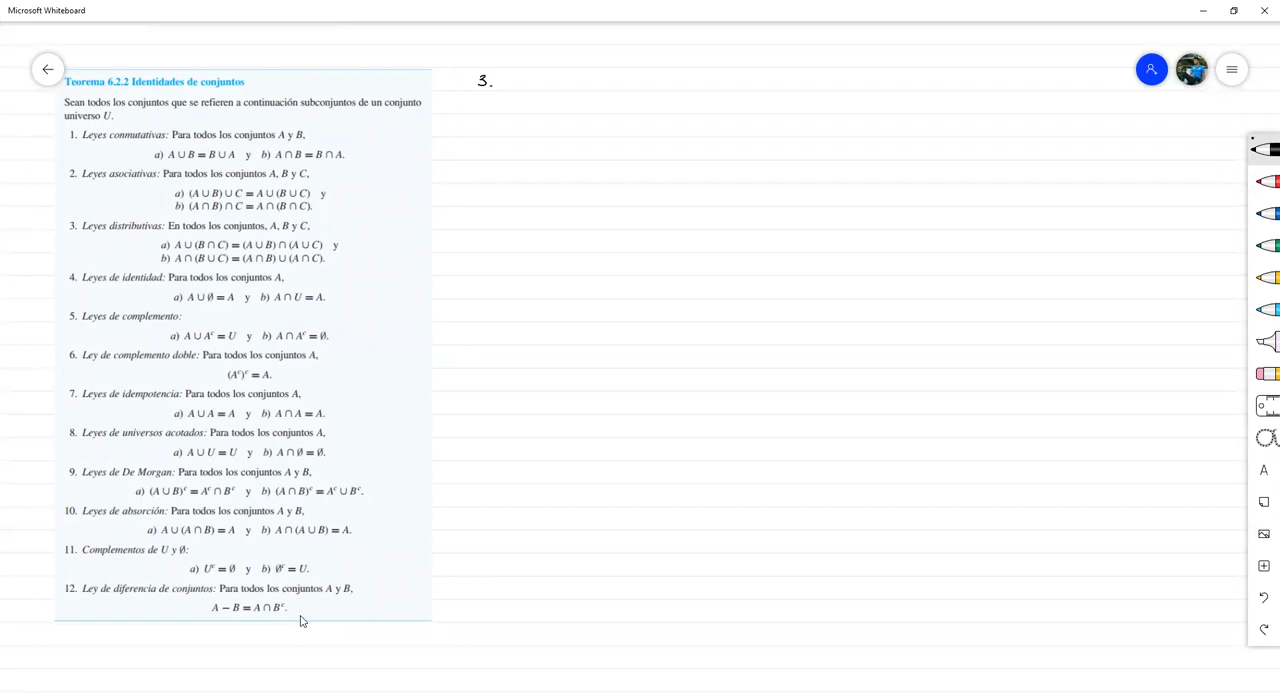 Microsoft Whiteboard
Teorema 6.2.2 Identidades de conjuntos
3.
Sean todos los conjuntos que se refieren a continuación subconjuntos de un conjunto
universo U.
1. Leyes conmutativas: Para todos los conjuntos A y B,
a) A ∪ B = B ∪ A y b) A ∩ B = B ∩ A.
2. Leyes asociativas: Para todos los conjuntos A, B y C,
a) (A ∪ B) ∪ C = A ∪ (B ∪ C) y
b) (A ∩ B) ∩ C = A ∩ (B ∩ C).
3. Leyes distributivas: En todos los conjuntos, A, B y C,
a) A ∪ (B ∩ C) = (A ∪ B) ∩ (A ∪ C) y
b) A ∩ (B ∪ C) = (A ∩ B) ∪ (A ∩ C).
4. Leyes de identidad: Para todos los conjuntos A,
a) A ∪ ∅ = A y b) A ∩ U = A.
5. Leyes de complemento:
a) A ∪ Aᶜ = U y b) A ∩ Aᶜ = ∅.
6. Ley de complemento doble: Para todos los conjuntos A,
(Aᶜ)ᶜ = A.
7. Leyes de idempotencia: Para todos los conjuntos A,
a) A ∪ A = A y b) A ∩ A = A.
8. Leyes de universos acotados: Para todos los conjuntos A,
a) A ∪ U = U y b) A ∩ ∅ = ∅.
9. Leyes de De Morgan: Para todos los conjuntos A y B,
a) (A ∪ B)ᶜ = Aᶜ ∩ Bᶜ y b) (A ∩ B)ᶜ = Aᶜ ∪ Bᶜ.
10. Leyes de absorción: Para todos los conjuntos A y B,
a) A ∪ (A ∩ B) = A y b) A ∩ (A ∪ B) = A.
11. Complementos de U y ∅:
a) Uᶜ = ∅ y b) ∅ᶜ = U.
12. Ley de diferencia de conjuntos: Para todos los conjuntos A y B,
A − B = A ∩ Bᶜ.